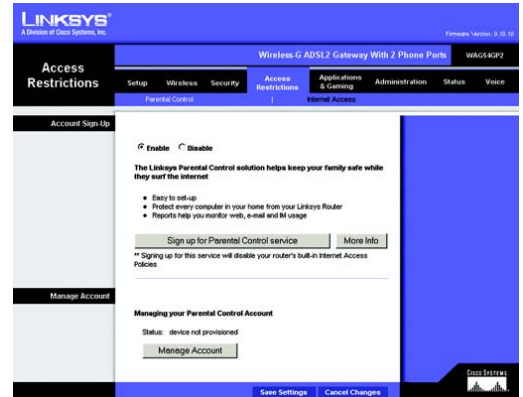 LINKSYS®
A Division of Cisco Systems, Inc.
Firmware Version: 0.10.10
Wireless-G ADSL2 Gateway With 2 Phone Ports WAG54GP2
Access Restrictions
Setup Wireless Security Access Restrictions Applications & Gaming Administration Status Voice
Parental Control | Internet Access
Account Sign-Up
Enable Disable
The Linksys Parental Control solution helps keep your family safe while
they surf the internet
Easy to set-up
Protect every computer in your home from your Linksys Router
Reports help you monitor web, e-mail and IM usage
Sign up for Parental Control service More Info
** Signing up for this service will disable your router's built-in Internet Access
Policies
Manage Account
Managing your Parental Control Account
Status: device not provisioned
Manage Account
Save Settings Cancel Changes
CISCO SYSTEMS